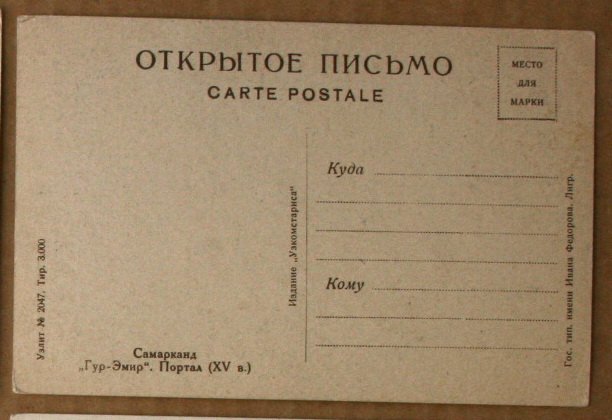 ОТКРЫТОЕ ПИСЬМО
CARTE POSTALE
МЕСТО
ДЛЯ
МАРКИ
Куда
Кому
Узлит № 2047. Тир. 3.000
Издание „Узкомстариса“
Гос. тип. имени Ивана Федорова. Лнгр.
Самарканд
„Гур-Эмир“. Портал (XV в.)